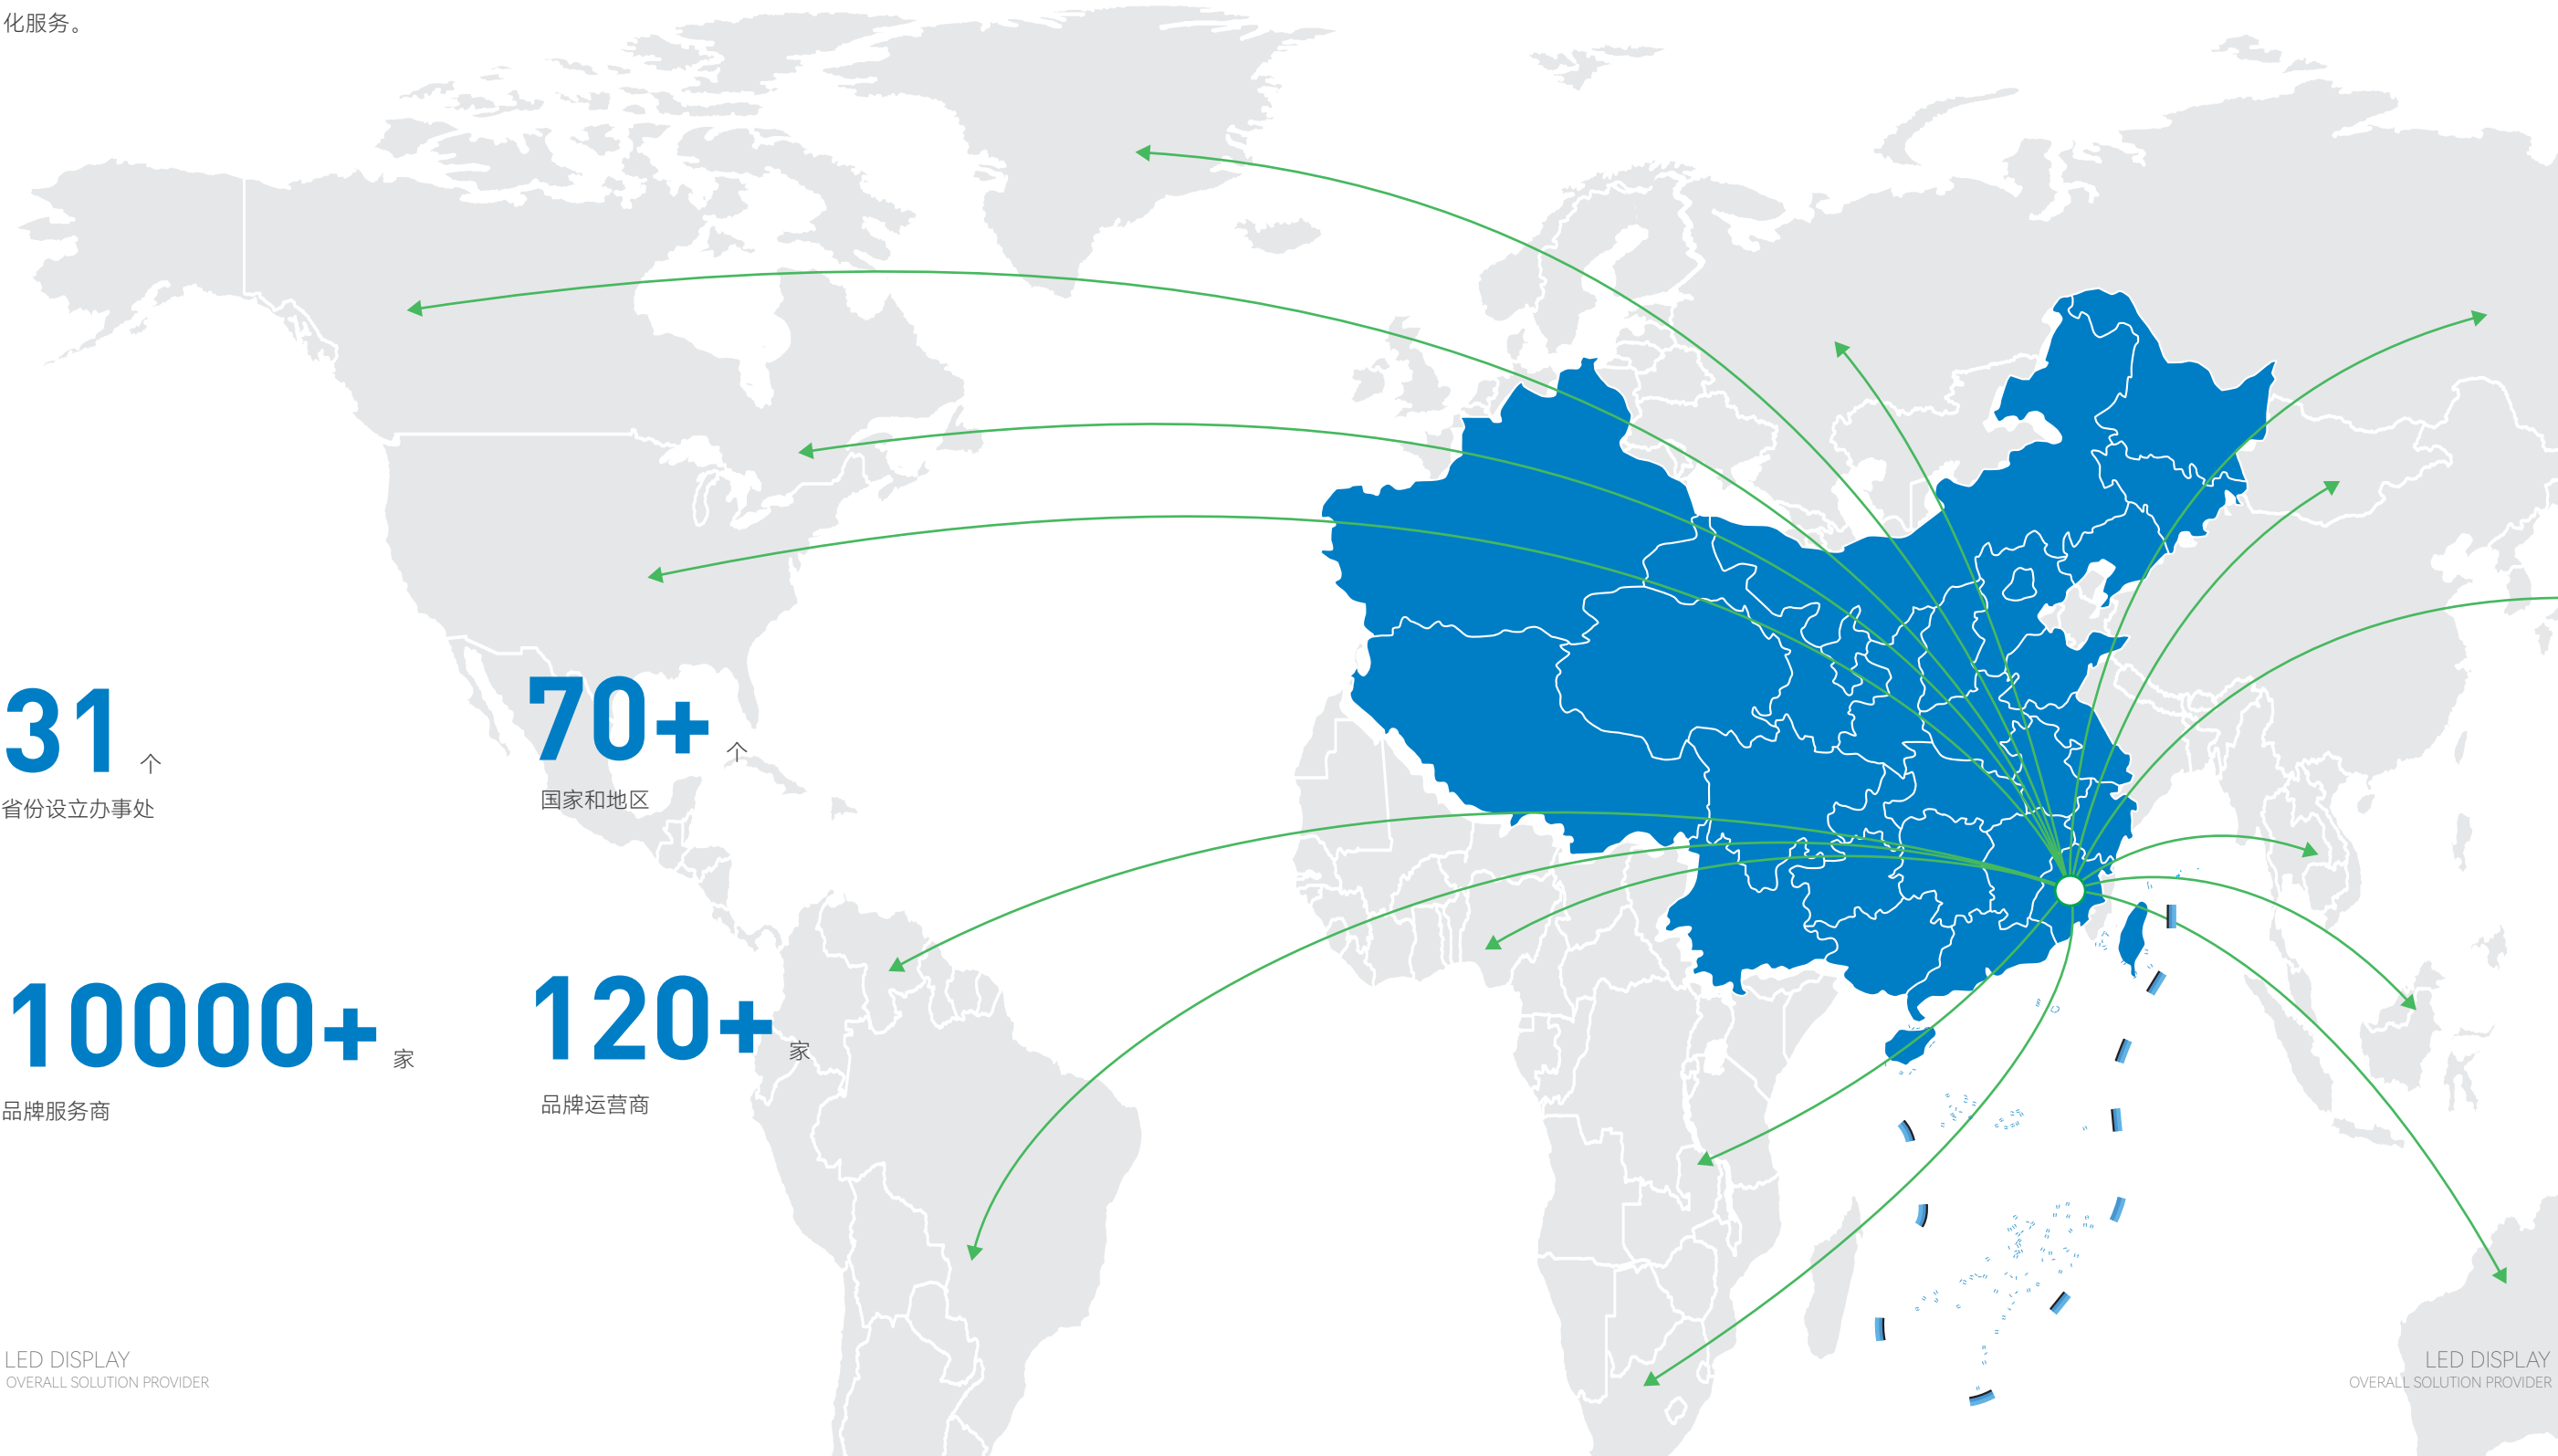 化服务。
31 个
省份设立办事处
70+ 个
国家和地区
10000+ 家
品牌服务商
120+ 家
品牌运营商
LED DISPLAY
OVERALL SOLUTION PROVIDER
LED DISPLAY
OVERALL SOLUTION PROVIDER